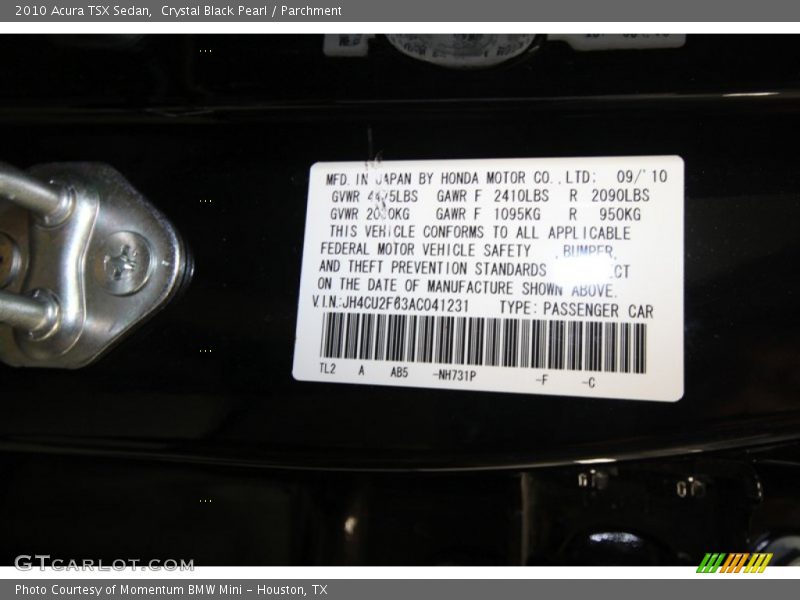 2010 Acura TSX Sedan,  Crystal Black Pearl / Parchment
MFD. IN JAPAN BY HONDA MOTOR CO.,LTD: 09/'10
GVWR LBS GAWR F 2410LBS R 2090LBS
GVWR GAWR F 1095KG R 950KG
THIS VEHICLE CONFORMS TO ALL APPLICABLE
FEDERAL MOTOR VEHICLE SAFETY , BUMPER,
AND THEFT PREVENTION STANDARDS
ON THE DATE OF MANUFACTURE SHOWN ABOVE.
V.I.N.:JH4CU2F63AC041231 TYPE: PASSENGER CAR
TL2 A AB5 -NH731P -F -C
GTCARLOT.COM
Photo Courtesy of Momentum BMW Mini - Houston, TX